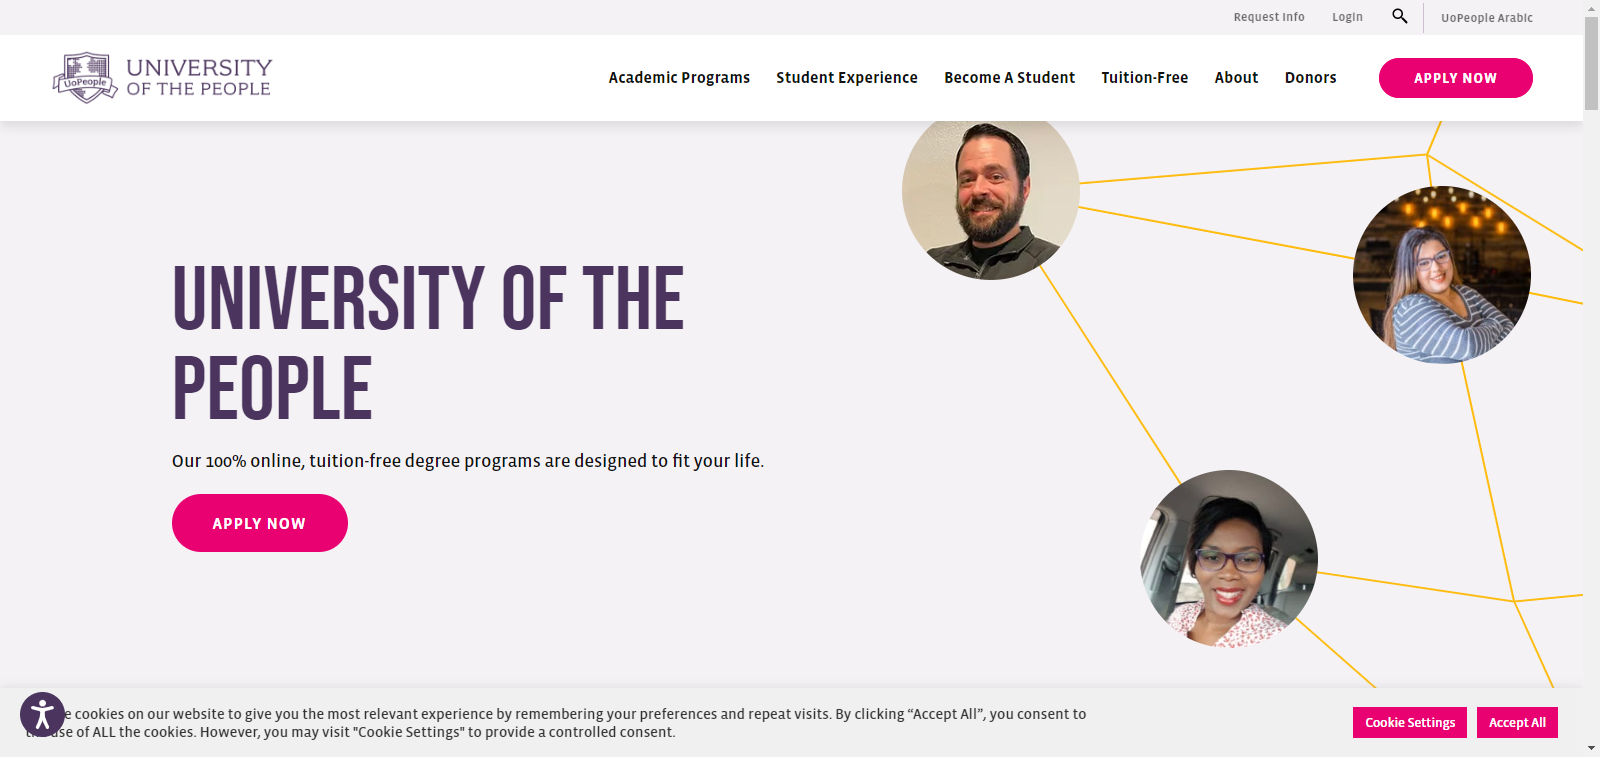 Request Info
Login
UoPeople Arabic
UoPeople
UNIVERSITY
OF THE PEOPLE
Academic Programs
Student Experience
Become A Student
Tuition-Free
About
Donors
APPLY NOW
UNIVERSITY OF THE
PEOPLE
Our 100% online, tuition-free degree programs are designed to fit your life.
APPLY NOW
cookies on our website to give you the most relevant experience by remembering your preferences and repeat visits. By clicking “Accept All”, you consent to
of ALL the cookies. However, you may visit "Cookie Settings" to provide a controlled consent.
Cookie Settings
Accept All